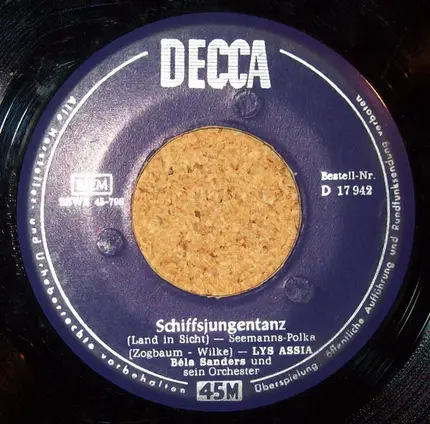 DECCA
Bestell-Nr.
D 17 942
Schiffsjungentanz
(Land in Sicht) — Seemanns-Polka
(Zogbaum - Wilke) — LYS ASSIA
Béla Sanders und
sein Orchester
45M
Alle Hersteller- und Urheberrechte vorbehalten
Überspielung, öffentliche Aufführung und Rundfunksendung verboten